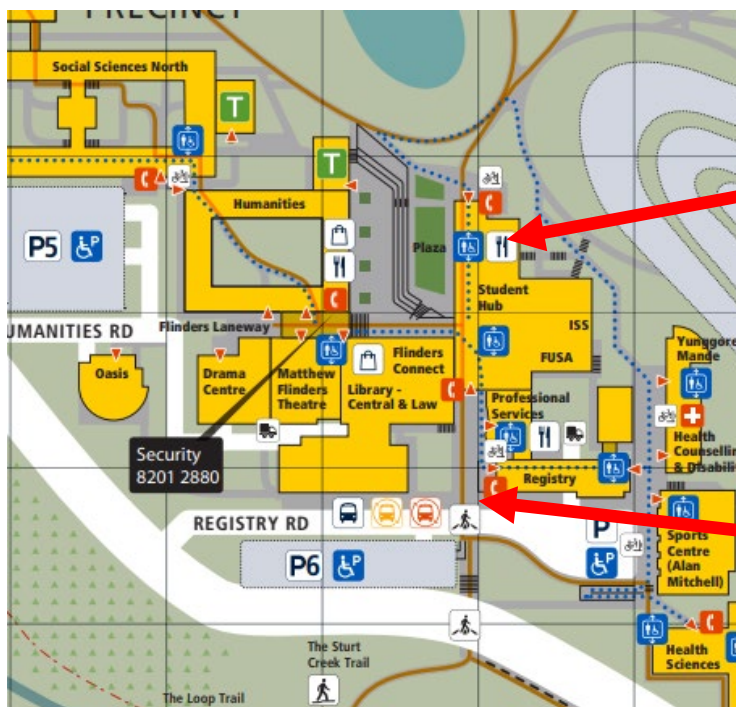 PRECINCT
Social Sciences North
T
T
Humanities
P5
Plaza
Student
Hub
UMANITIES RD
Flinders Laneway
ISS
FUSA
Yunggore
Mande
Oasis
Drama
Centre
Matthew
Flinders
Theatre
Flinders
Connect
Library -
Central & Law
Professional
Services
Security
8201 2880
Health
Counselling
& Disability
Registry
REGISTRY RD
P
P6
Sports
Centre
(Alan
Mitchell)
The Sturt
Creek Trail
Health
Sciences
The Loop Trail